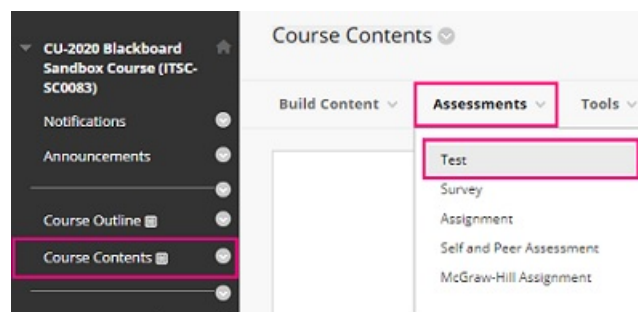 CU-2020 Blackboard
Sandbox Course (ITSC-
SC0083)
Notifications
Announcements
Course Outline
Course Contents
Course Contents
Build Content
Assessments
Tools
Test
Survey
Assignment
Self and Peer Assessment
McGraw-Hill Assignment